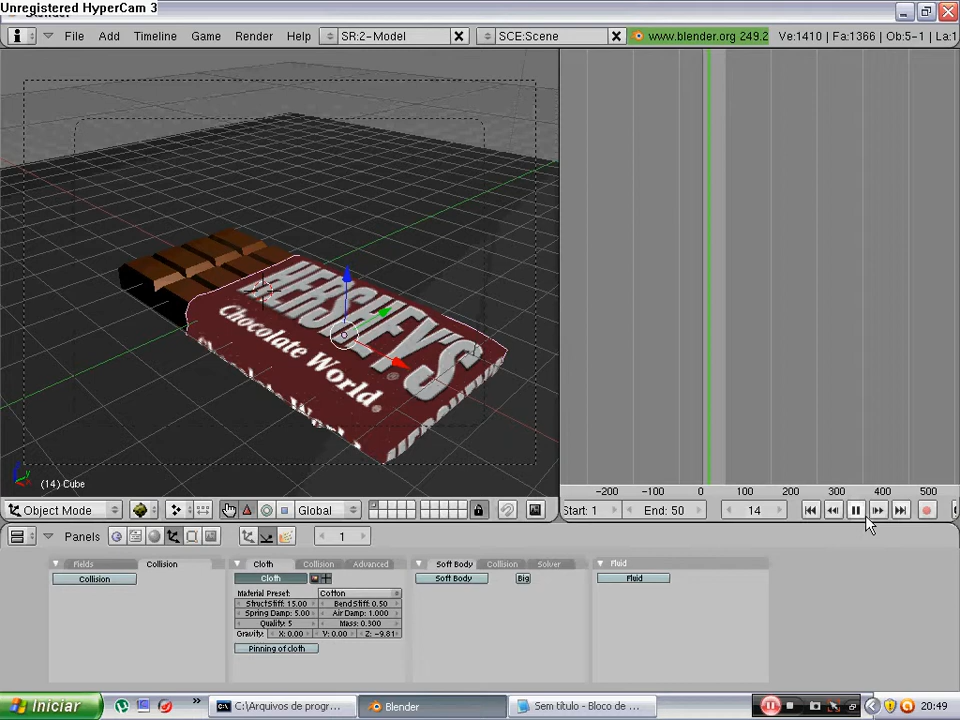 Unregistered HyperCam 3
File Add Timeline Game Render Help SR:2-Model SCE:Scene www.blender.org 249.2 Ve:1410 | Fa:1366 | Ob:5-1 | La:1
HERSHEY'S
Chocolate World
(14) Cube
-200 -100 0 100 200 300 400 500
Object Mode Global Start: 1 End: 50 14
Panels 1
Fields Collision Cloth Collision Advanced Soft Body Collision Solver Fluid
Collision Cloth Soft Body Big Fluid
Material Preset: Cotton
StructStiff: 15.00 BendStiff: 0.50
Spring Damp: 5.00 Air Damp: 1.000
Quality: 5 Mass: 0.300
Gravity: X: 0.00 Y: 0.00 Z: -9.81
Pinning of cloth
Iniciar C:\Arquivos de progr... Blender Sem título - Bloco de ... 20:49